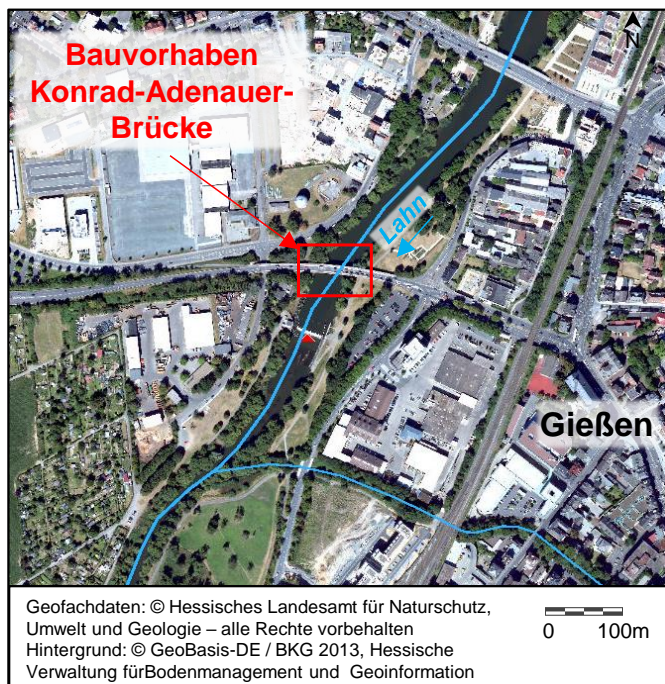 Bauvorhaben
Konrad-Adenauer-
Brücke
N
Lahn
Gießen
Geofachdaten: © Hessisches Landesamt für Naturschutz,
Umwelt und Geologie – alle Rechte vorbehalten
Hintergrund: © GeoBasis-DE / BKG 2013, Hessische
Verwaltung fürBodenmanagement und Geoinformation
0 100m